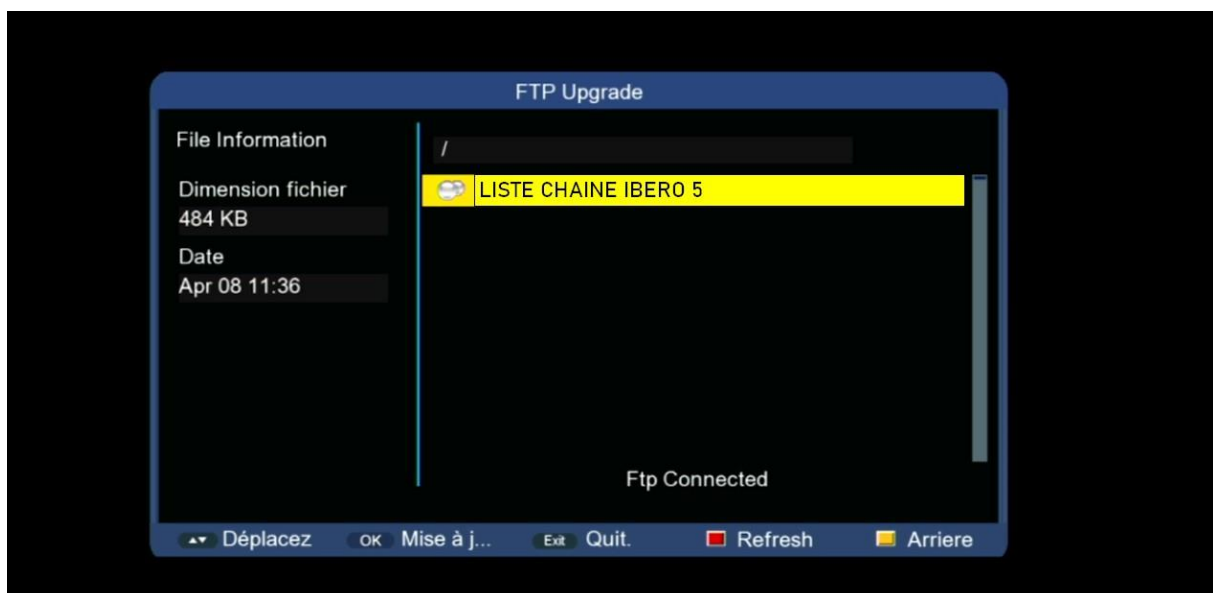 FTP Upgrade
File Information
/
Dimension fichier
484 KB
Date
Apr 08 11:36
LISTE CHAINE IBERO 5
Ftp Connected
Déplacez OK Mise à j... Exit Quit. Refresh Arriere